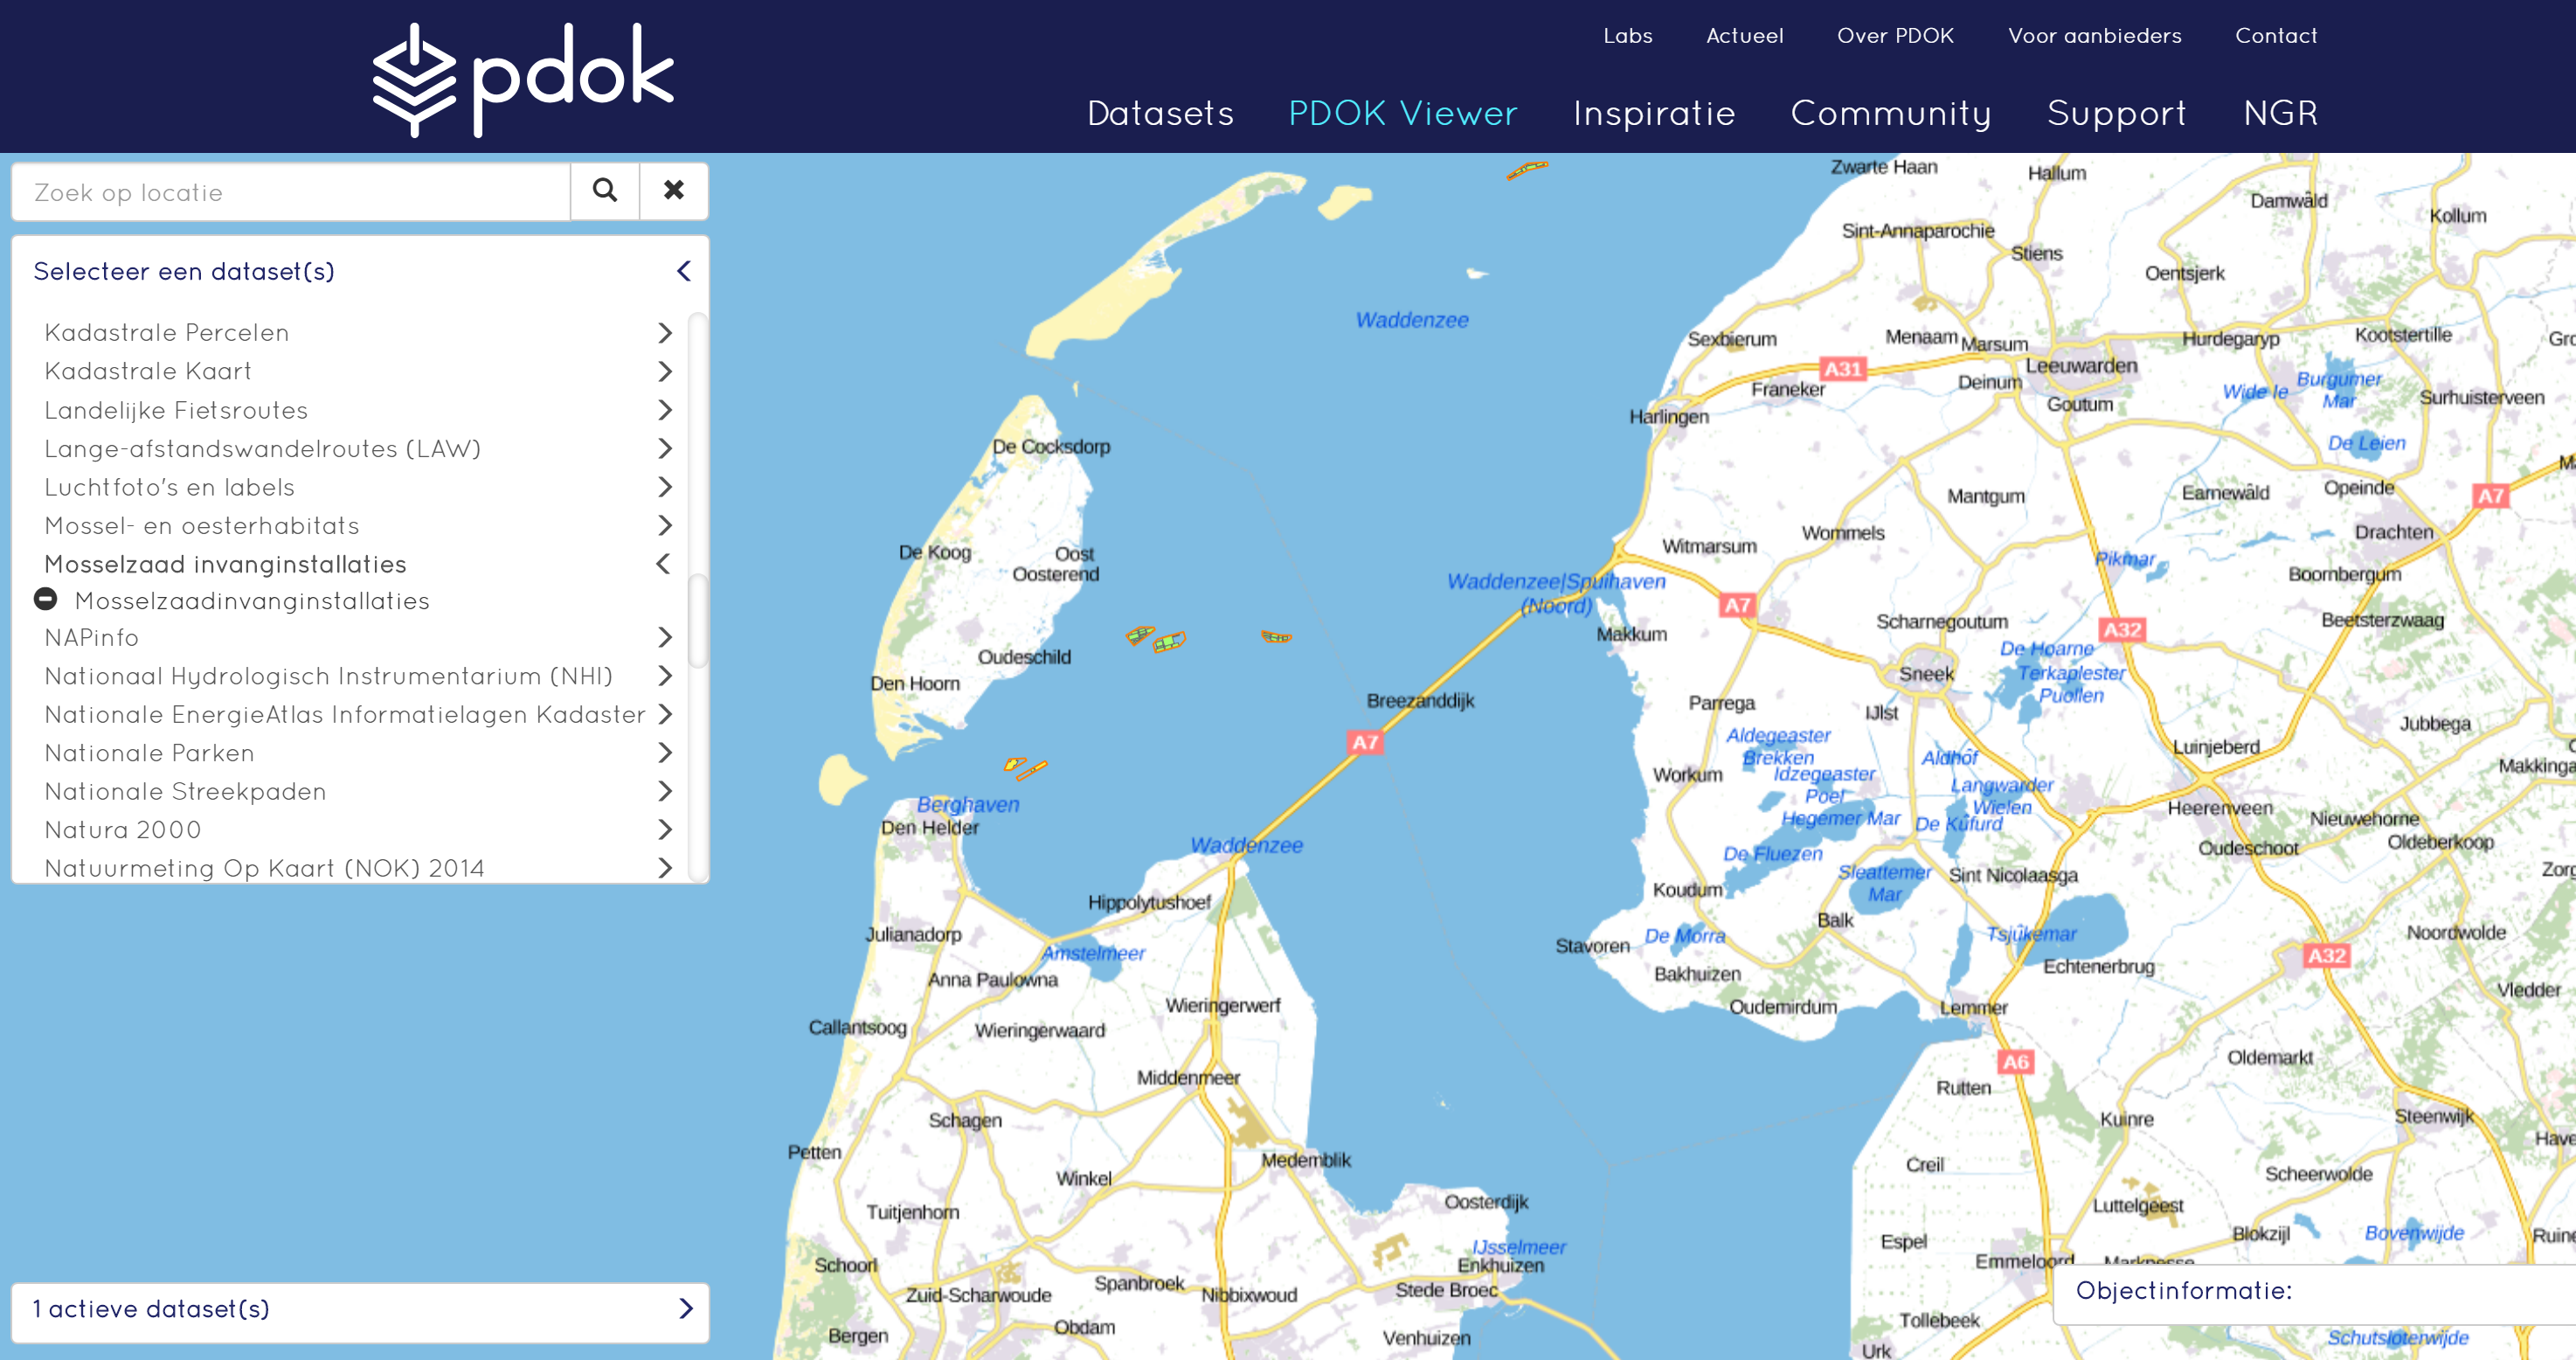 pdok
Labs Actueel Over PDOK Voor aanbieders Contact
Datasets PDOK Viewer Inspiratie Community Support NGR
Zoek op locatie
Selecteer een dataset(s)
Kadastrale Percelen
Kadastrale Kaart
Landelijke Fietsroutes
Lange-afstandswandelroutes (LAW)
Luchtfoto's en labels
Mossel- en oesterhabitats
Mosselzaad invanginstallaties
Mosselzaadinvanginstallaties
NAPinfo
Nationaal Hydrologisch Instrumentarium (NHI)
Nationale EnergieAtlas Informatielagen Kadaster
Nationale Parken
Nationale Streekpaden
Natura 2000
Natuurmeting Op Kaart (NOK) 2014
1 actieve dataset(s)
Zwarte Haan
Hallum
Damwâld
Kollum
Sint-Annaparochie
Stiens
Oentsjerk
Waddenzee
Sexbierum
Menaam
Marsum
Hurdegaryp
Kootstertille
A31
Leeuwarden
Franeker
Deinum
Goutum
Wide Ie
Burgumer
Mar
Surhuisterveen
Harlingen
De Leien
De Cocksdorp
Mantgum
Earnewâld
Opeinde
A7
Wommels
Drachten
De Koog
Oost
Oosterend
Witmarsum
Pikmar
Boornbergum
Waddenzee|Spuihaven
(Noord)
A7
Makkum
Scharnegoutum
A32
Beetsterzwaag
De Hoarne
Oudeschild
Sneek
Terkaplester
Puollen
Den Hoorn
Breezanddijk
Parrega
IJlst
Jubbega
A7
Aldegeaster
Brekken
Aldhôf
Luinjeberd
Makkinga
Workum
Idzegeaster
Poel
Langwarder
Wielen
Berghaven
Den Helder
Hegemer Mar
De Kûfurd
Heerenveen
Nieuwehorne
Waddenzee
De Fluezen
Oudeschoot
Oldeberkoop
Sleattemer
Mar
Sint Nicolaasga
Koudum
Hippolytushoef
Balk
Julianadorp
Stavoren
De Morra
Tsjûkemar
Noordwolde
Amstelmeer
A32
Bakhuizen
Echtenerbrug
Anna Paulowna
Vledder
Wieringerwerf
Oudemirdum
Lemmer
Callantsoog
Wieringerwaard
Oldemarkt
A6
Middenmeer
Rutten
Schagen
Kuinre
Steenwijk
Petten
Medemblik
Creil
Scheerwolde
Winkel
Oosterdijk
Luttelgeest
Tuitjenhorn
Blokzijl
Bovenwijde
Espel
IJsselmeer
Enkhuizen
Schoorl
Emmeloord
Marknesse
Spanbroek
Zuid-Scharwoude
Nibbixwoud
Stede Broec
Objectinformatie:
Tollebeek
Obdam
Bergen
Venhuizen
Schutsloterwijde
Urk